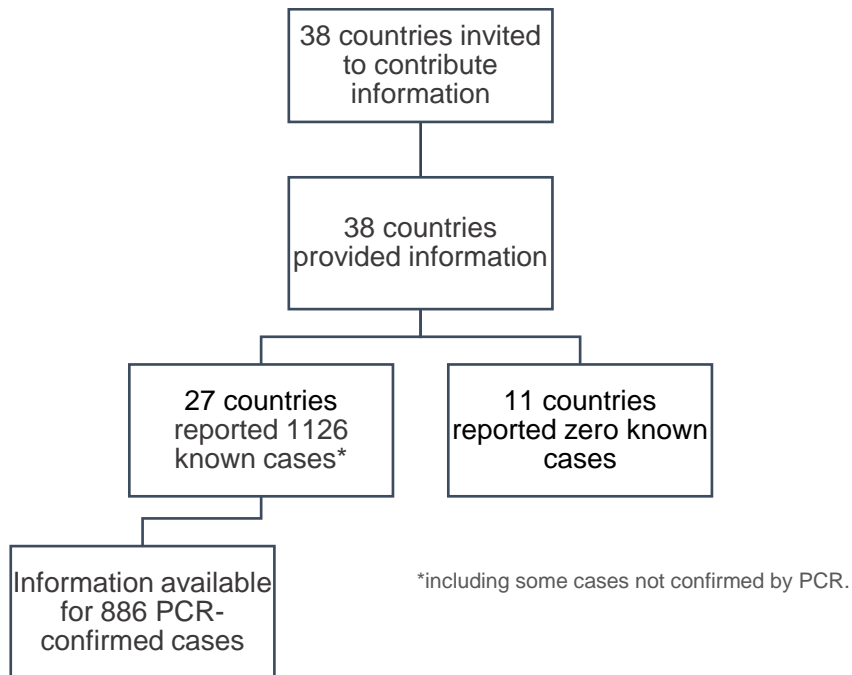 38 countries invited
to contribute
information
38 countries
provided information
27 countries
reported 1126
known cases*
11 countries
reported zero known
cases
Information available
for 886 PCR-
confirmed cases
*including some cases not confirmed by PCR.